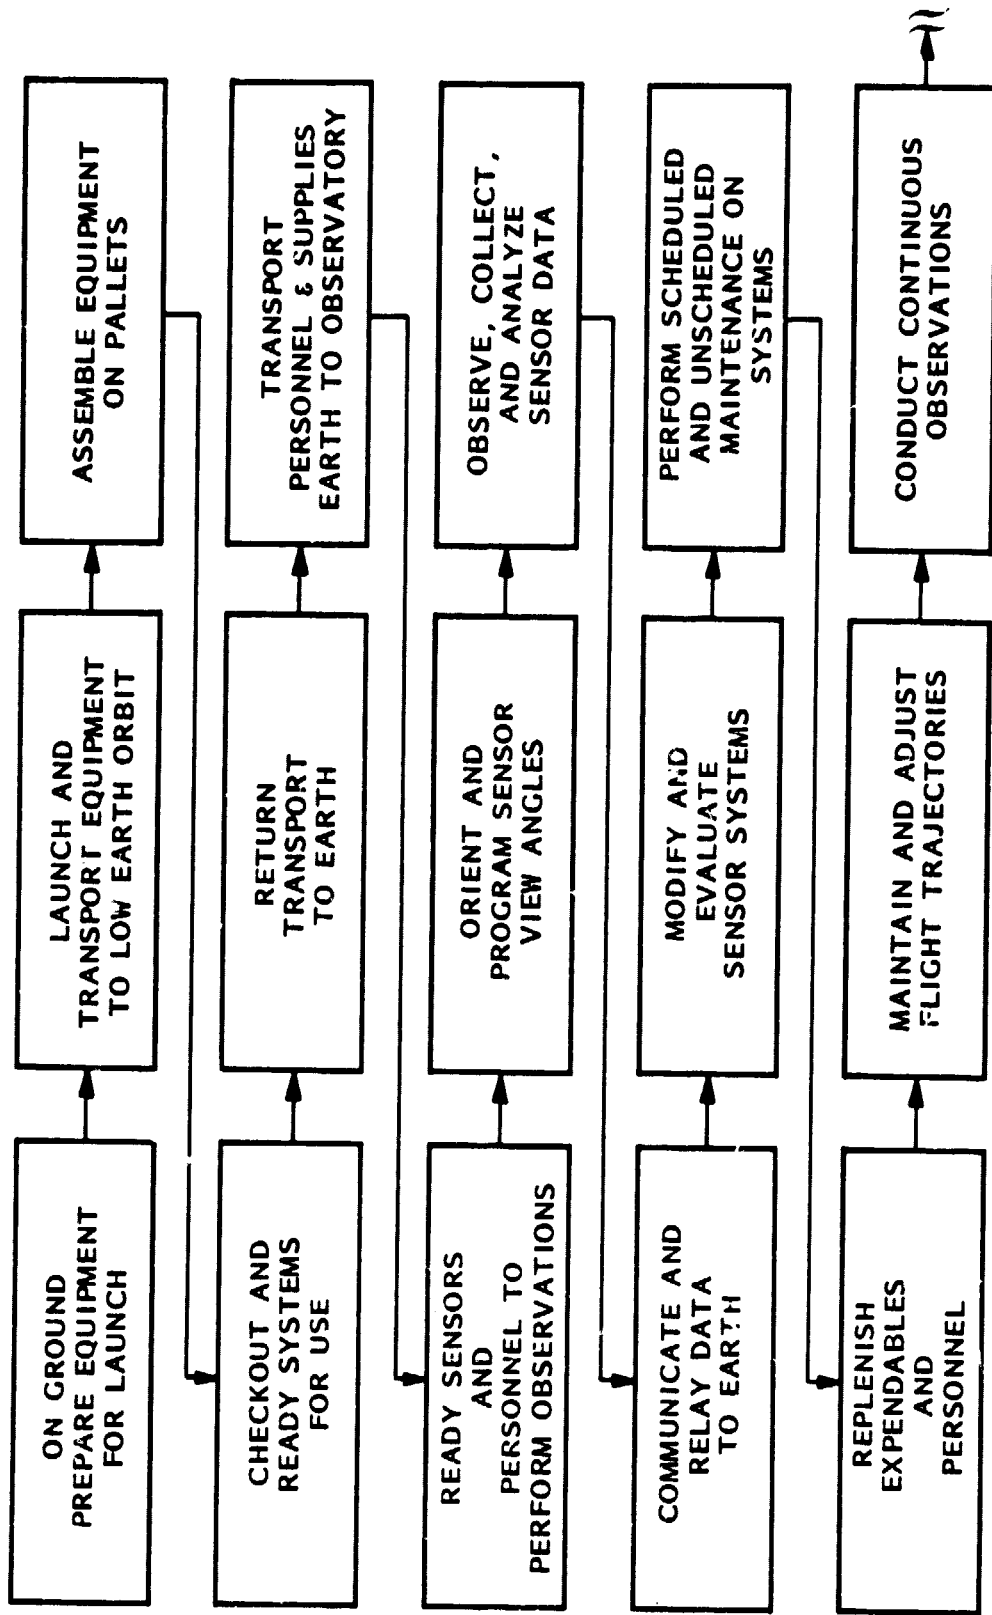 ON GROUND
PREPARE EQUIPMENT
FOR LAUNCH
LAUNCH AND
TRANSPORT EQUIPMENT
TO LOW EARTH ORBIT
ASSEMBLE EQUIPMENT
ON PALLETS
CHECKOUT AND
READY SYSTEMS
FOR USE
RETURN
TRANSPORT
TO EARTH
TRANSPORT
PERSONNEL & SUPPLIES
EARTH TO OBSERVATORY
READY SENSORS
AND
PERSONNEL TO
PERFORM OBSERVATIONS
ORIENT AND
PROGRAM SENSOR
VIEW ANGLES
OBSERVE, COLLECT,
AND ANALYZE
SENSOR DATA
COMMUNICATE AND
RELAY DATA
TO EARTH
MODIFY AND
EVALUATE
SENSOR SYSTEMS
PERFORM SCHEDULED
AND UNSCHEDULED
MAINTENANCE ON
SYSTEMS
REPLENISH
EXPENDABLES
AND
PERSONNEL
MAINTAIN AND ADJUST
FLIGHT TRAJECTORIES
CONDUCT CONTINUOUS
OBSERVATIONS